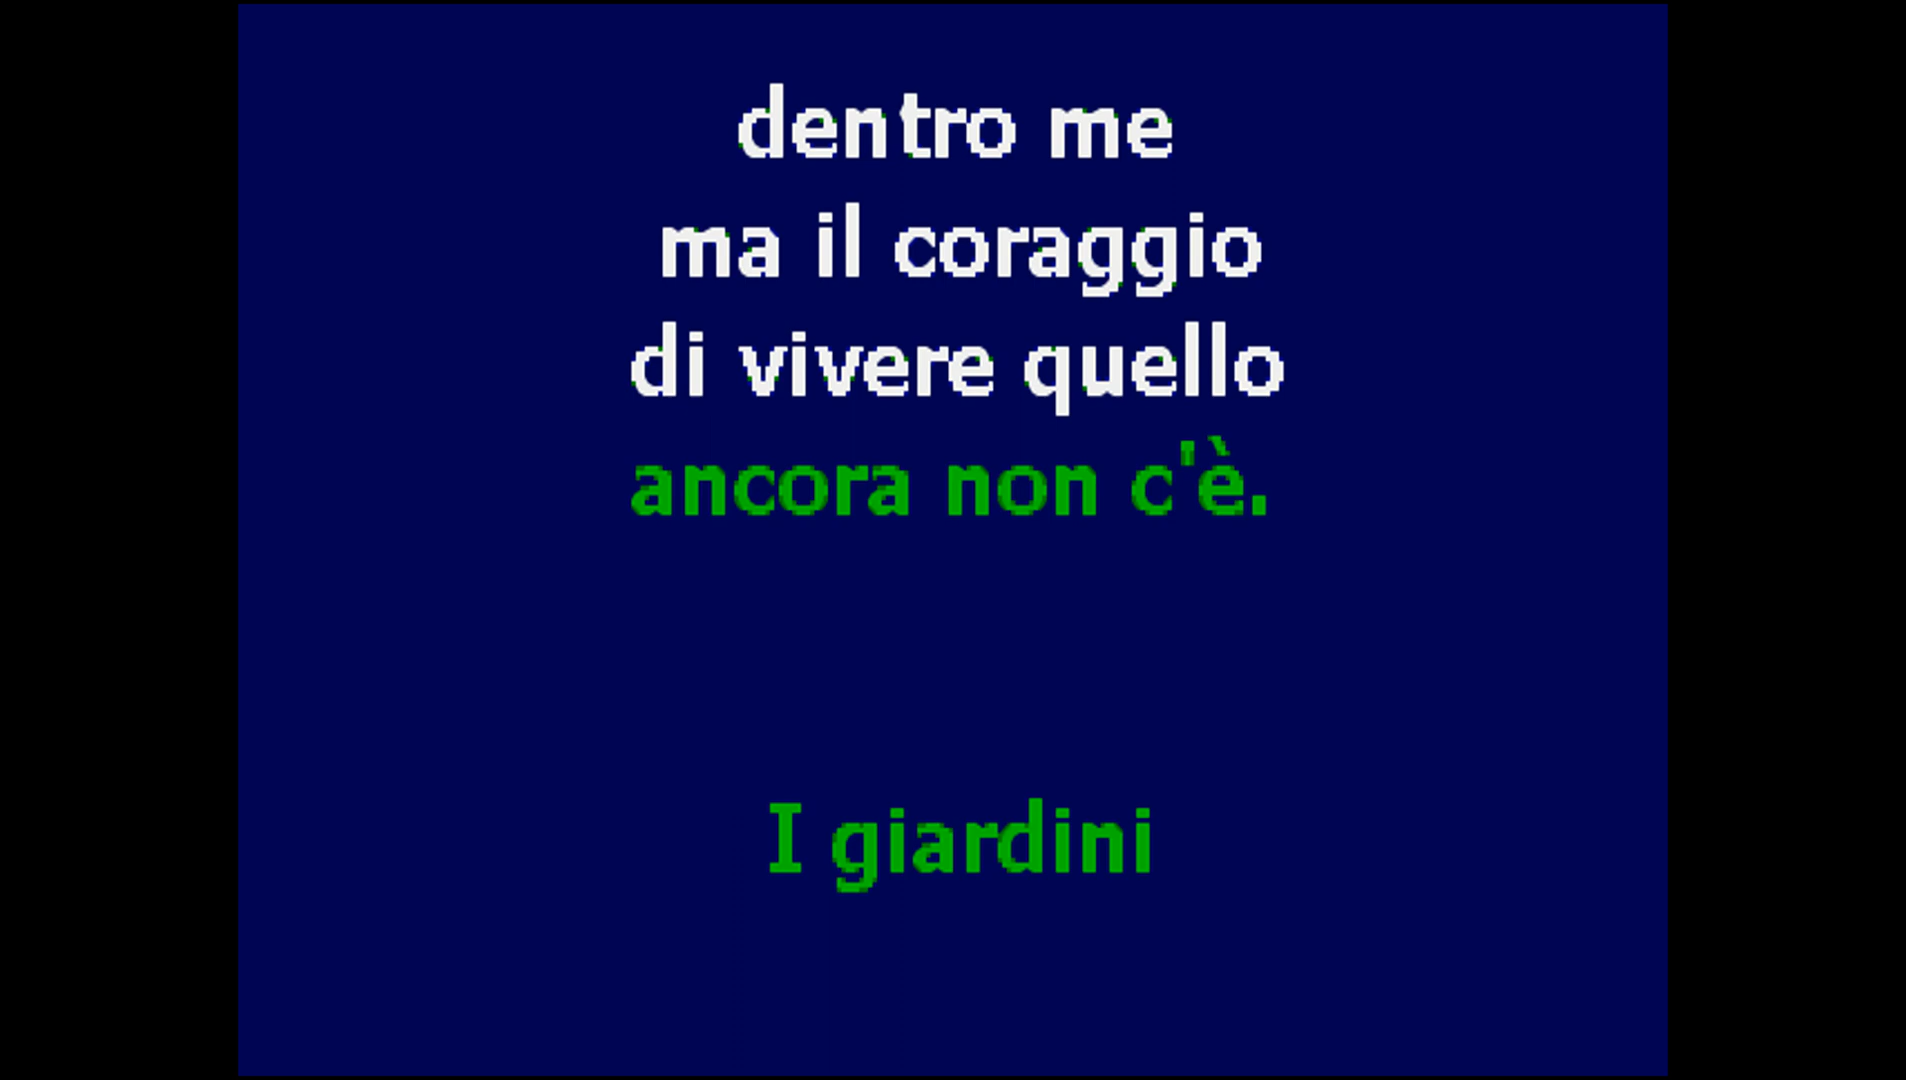 dentro me
ma il coraggio
di vivere quello
ancora non c'è.
I giardini